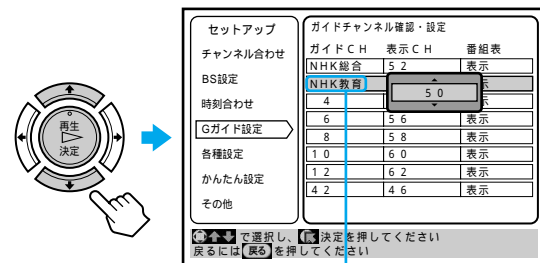 再生
決定
セットアップ
チャンネル合わせ
BS設定
時刻合わせ
Gガイド設定
各種設定
かんたん設定
その他
ガイドチャンネル確認・設定
ガイドCH 表示CH 番組表
NHK総合 52 表示
NHK教育 50
4
6 56 表示
8 58 表示
10 60 表示
12 62 表示
42 46 表示
で選択し、決定を押してください
戻るには 戻る を押してください